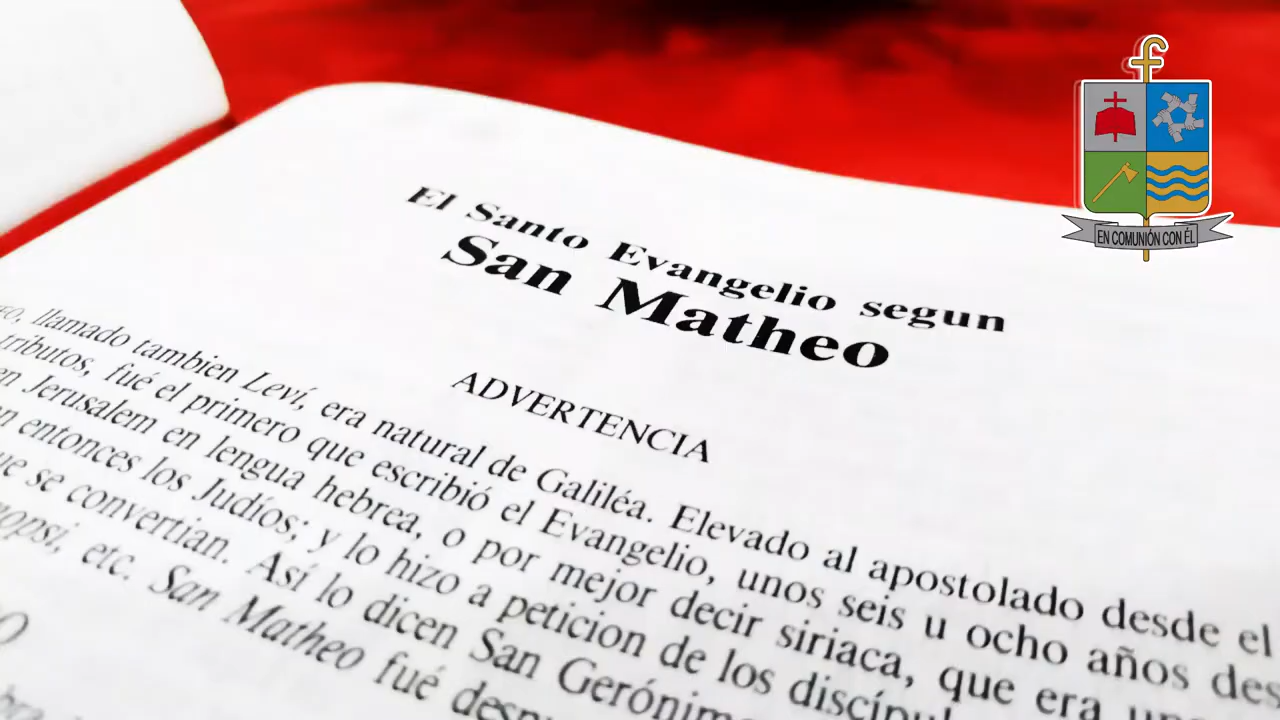 El Santo Evangelio segun
San Matheo
ADVERTENCIA
llamado tambien Leví, era natural de Galiléa. Elevado al apostolado desde el
tributos, fué el primero que escribió el Evangelio, unos seis u ocho años
en Jerusalem en lengua hebrea, o por mejor decir siriaca, que era
entonces los Judíos; y lo hizo a peticion de los
se convertian. Así lo dicen San
etc. San Matheo fué
EN COMUNIÓN CON ÉL